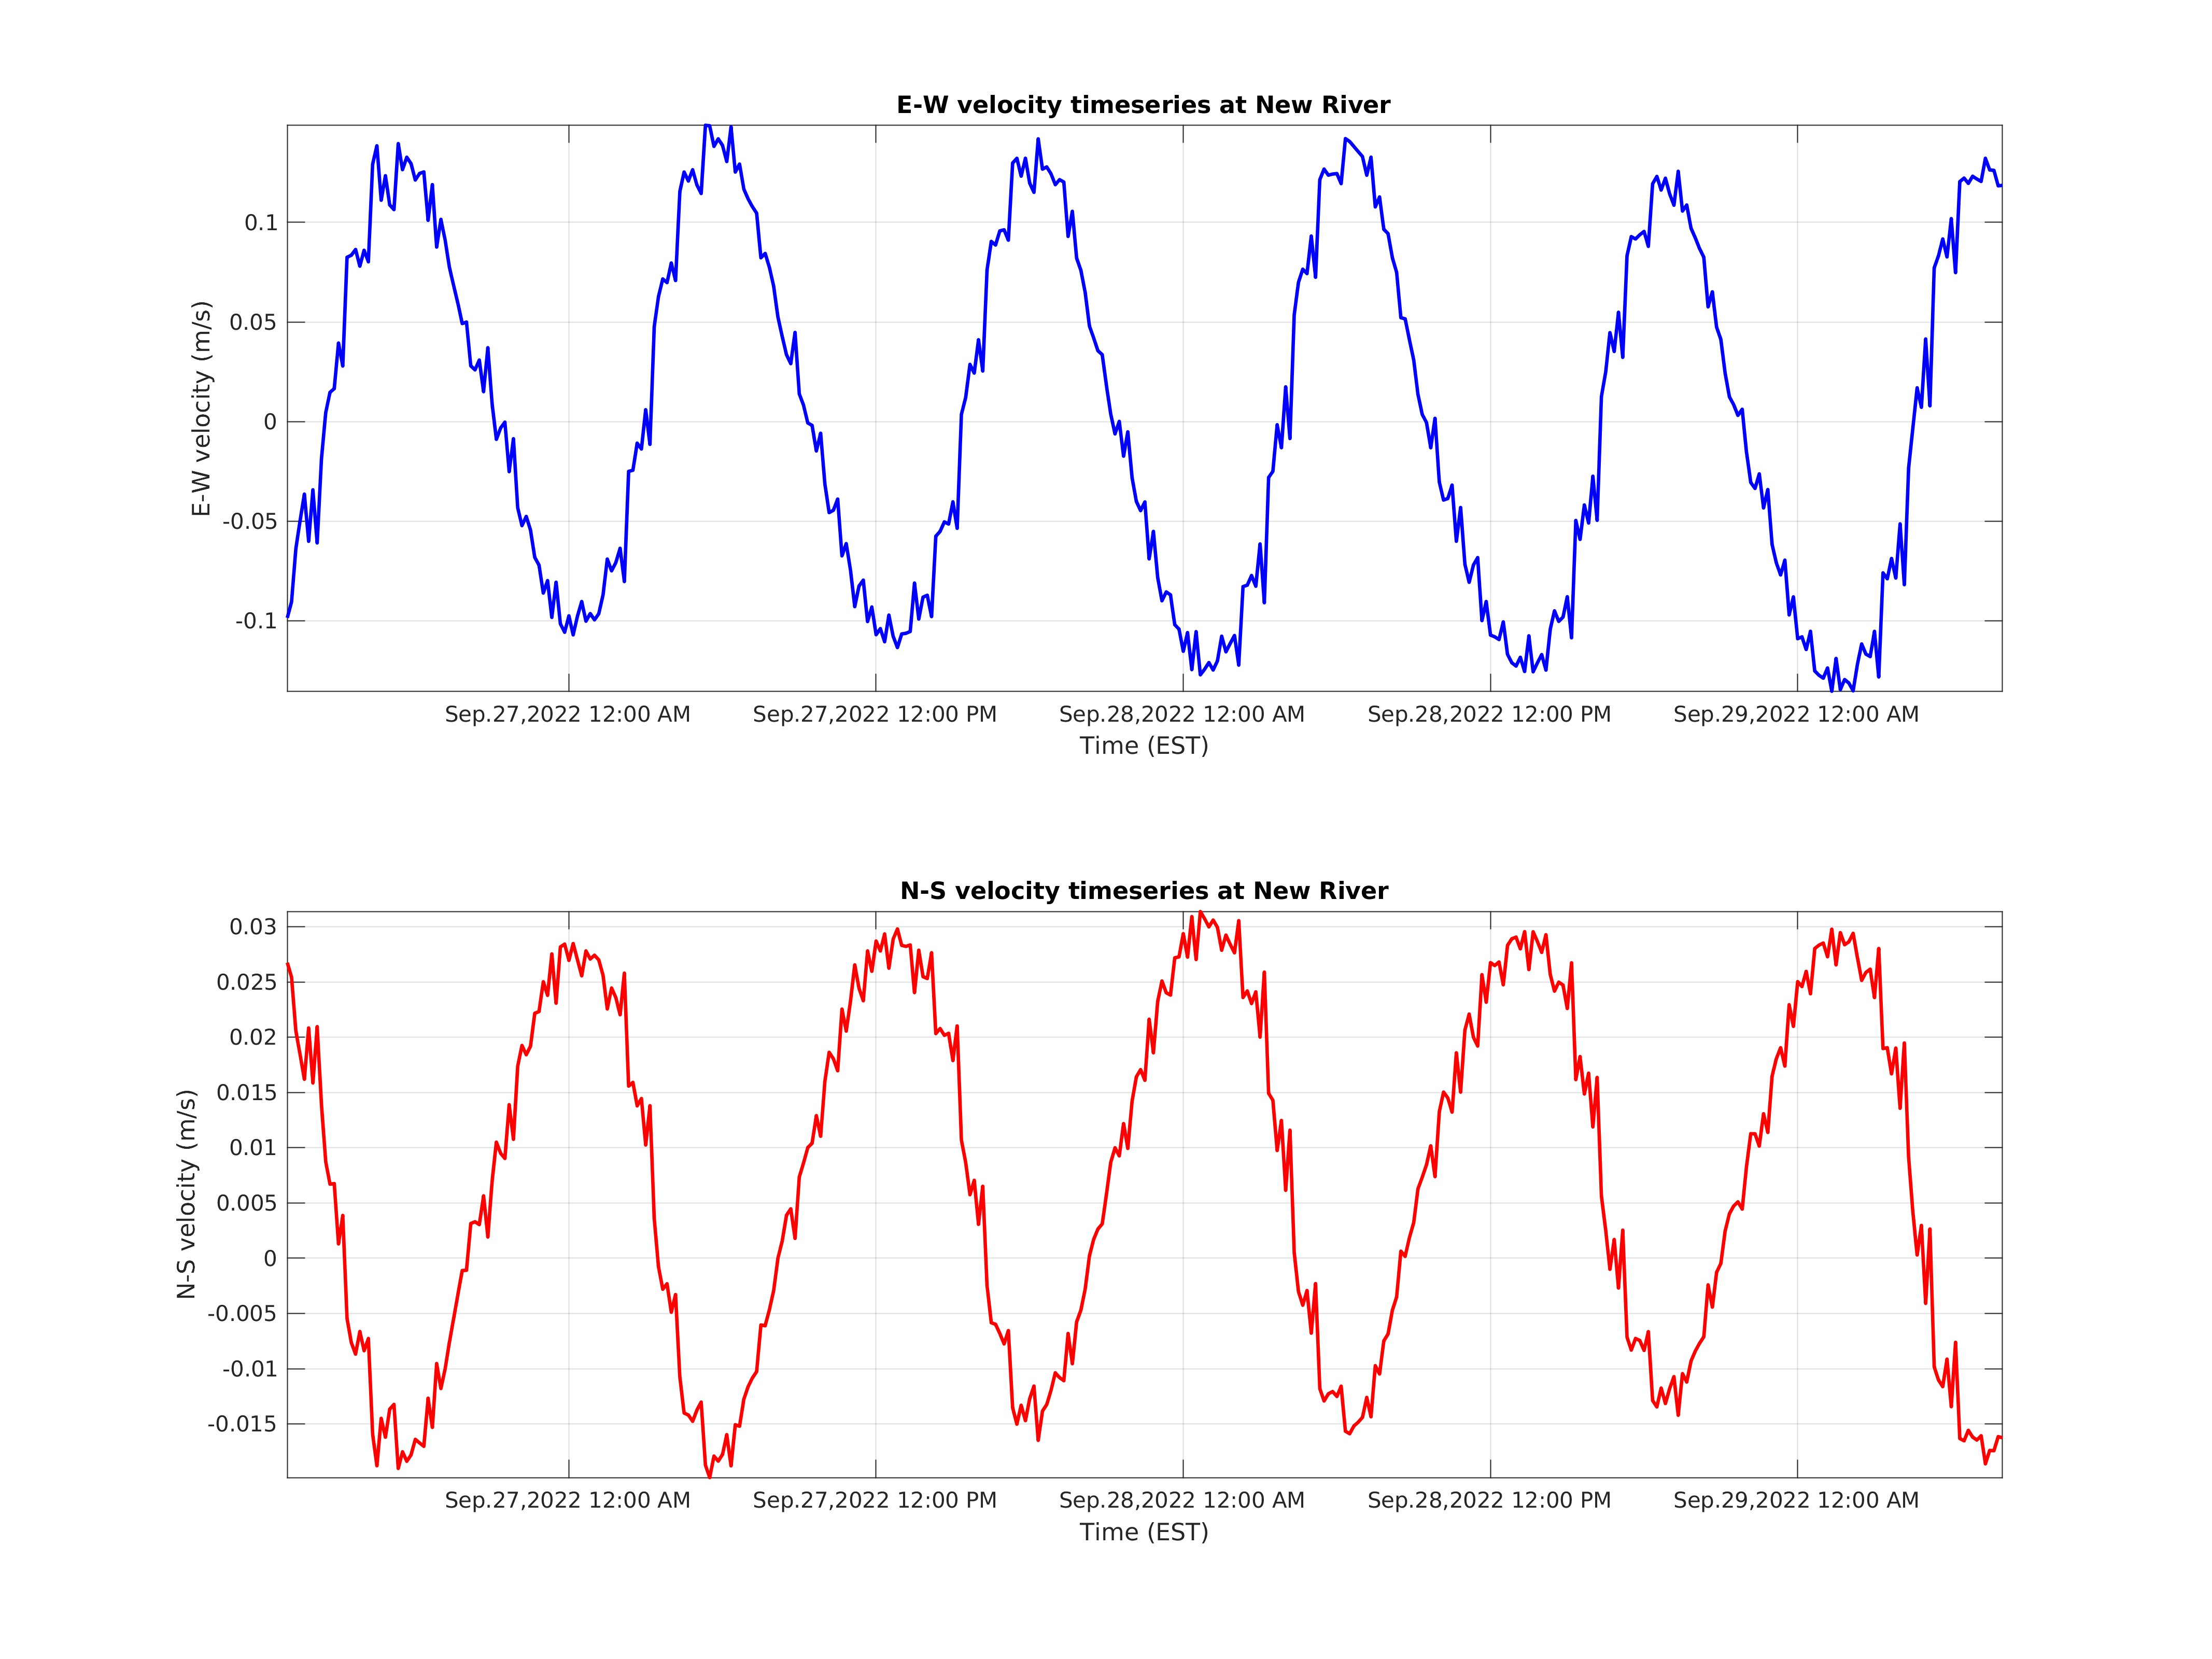 E-W velocity timeseries at New River
E-W velocity (m/s)
0.1
0.05
0
-0.05
-0.1
Sep.27,2022 12:00 AM
Sep.27,2022 12:00 PM
Sep.28,2022 12:00 AM
Sep.28,2022 12:00 PM
Sep.29,2022 12:00 AM
Time (EST)
N-S velocity timeseries at New River
N-S velocity (m/s)
0.03
0.025
0.02
0.015
0.01
0.005
0
-0.005
-0.01
-0.015
Sep.27,2022 12:00 AM
Sep.27,2022 12:00 PM
Sep.28,2022 12:00 AM
Sep.28,2022 12:00 PM
Sep.29,2022 12:00 AM
Time (EST)